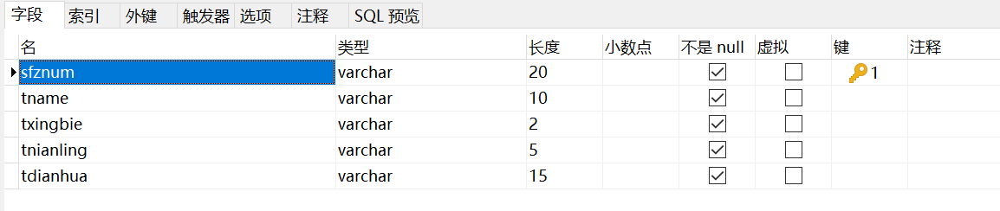 字段 索引 外键 触发器 选项 注释 SQL 预览
名 类型 长度 小数点 不是 null 虚拟 键 注释
sfznum varchar 20 1
tname varchar 10
txingbie varchar 2
tnianling varchar 5
tdianhua varchar 15